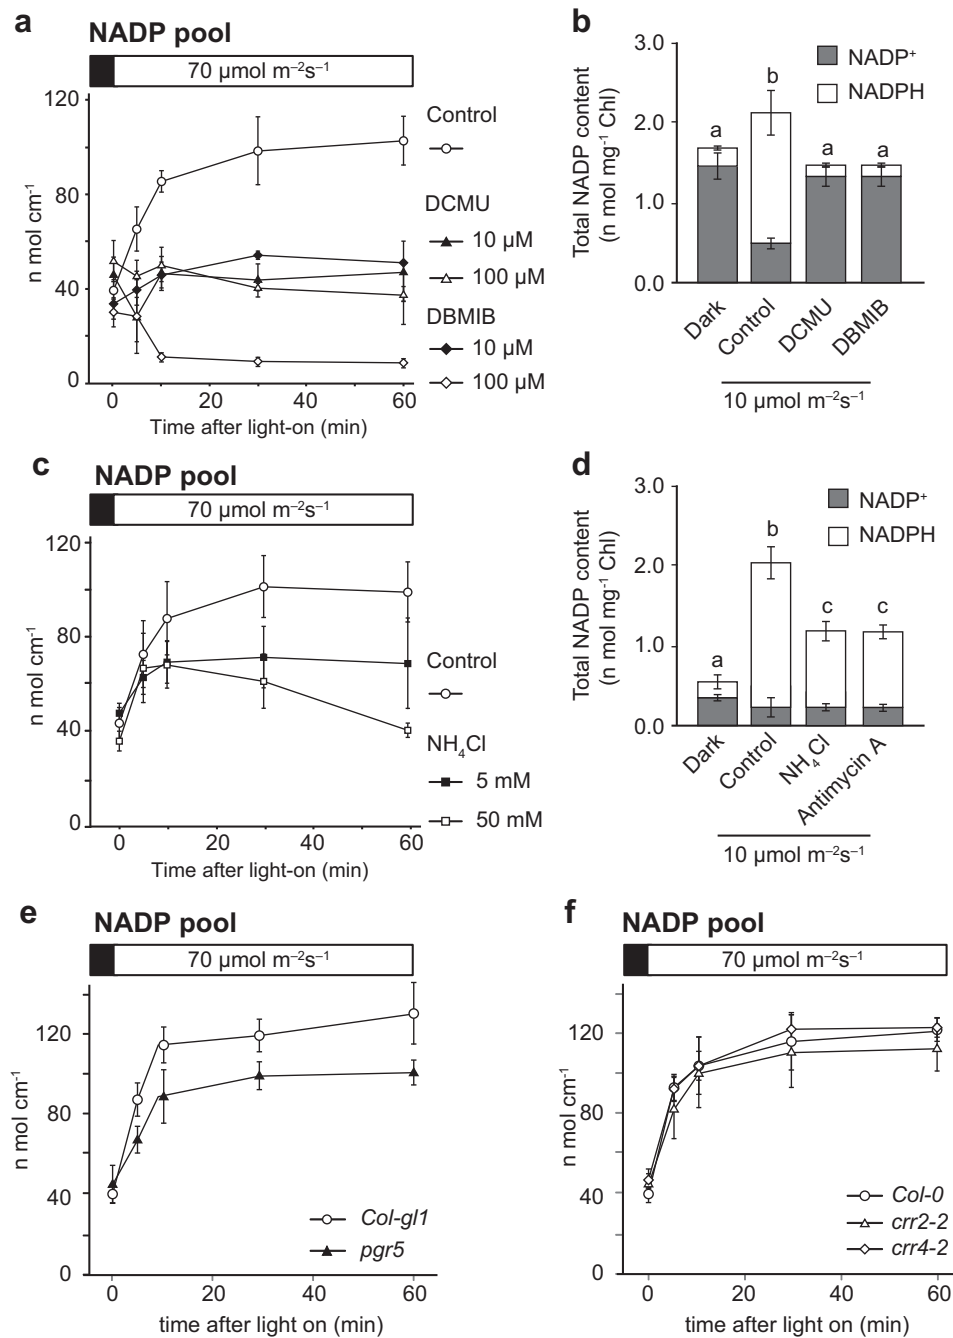 a
NADP pool
70 µmol m⁻²s⁻¹
120
80
40
0
n mol cm⁻¹
0 20 40 60
Time after light-on (min)
Control
DCMU
10 µM
100 µM
DBMIB
10 µM
100 µM
b
3.0
2.0
1.0
0.0
Total NADP content
(n mol mg⁻¹ Chl)
NADP⁺
NADPH
a b a a
Dark Control DCMU DBMIB
10 µmol m⁻²s⁻¹
c
NADP pool
70 µmol m⁻²s⁻¹
120
80
40
0
n mol cm⁻¹
0 20 40 60
Time after light-on (min)
Control
NH₄Cl
5 mM
50 mM
d
3.0
2.0
1.0
0.0
Total NADP content
(n mol mg⁻¹ Chl)
NADP⁺
NADPH
a b c c
Dark Control NH₄Cl Antimycin A
10 µmol m⁻²s⁻¹
e
NADP pool
70 µmol m⁻²s⁻¹
120
80
40
0
n mol cm⁻¹
Col-gl1
pgr5
0 20 40 60
time after light on (min)
f
NADP pool
70 µmol m⁻²s⁻¹
120
80
40
0
n mol cm⁻¹
Col-0
crr2-2
crr4-2
0 20 40 60
time after light on (min)